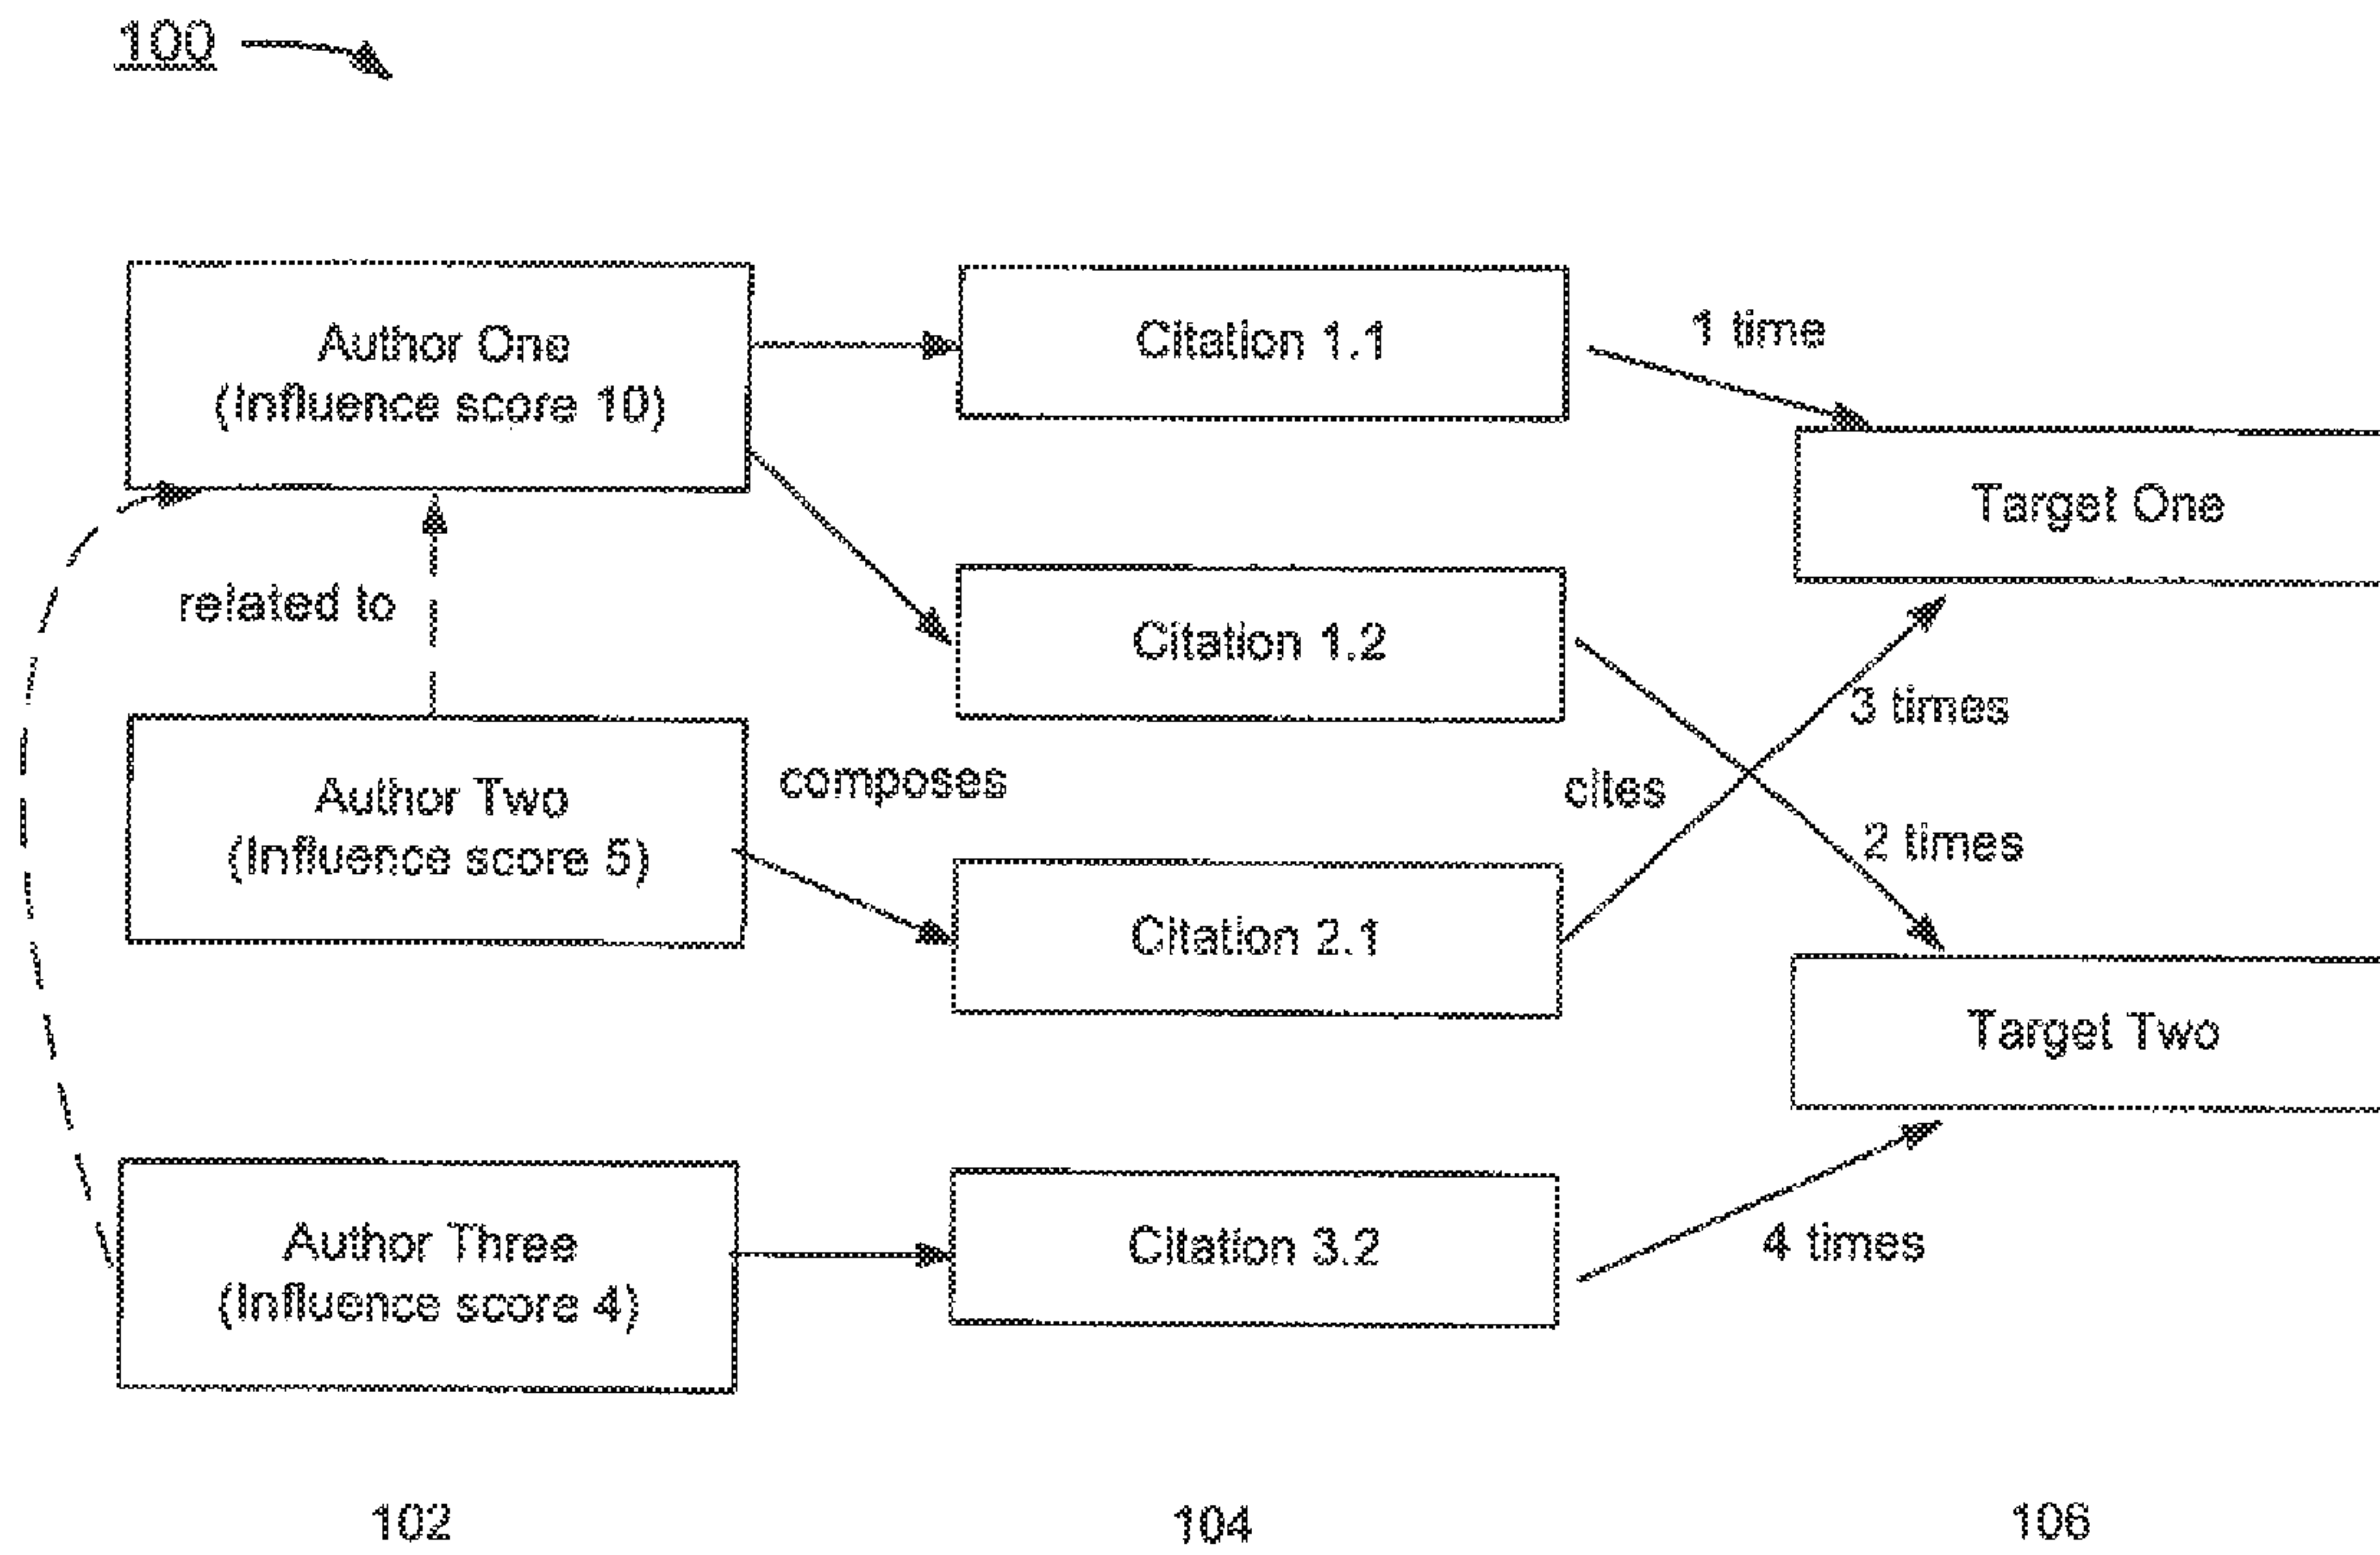 100
Author One
(Influence score 10)
Citation 1.1
1 time
Target One
related to
Citation 1.2
3 times
Author Two
(Influence score 5)
composes
cites
2 times
Citation 2.1
Target Two
Author Three
(Influence score 4)
Citation 3.2
4 times
102
104
106